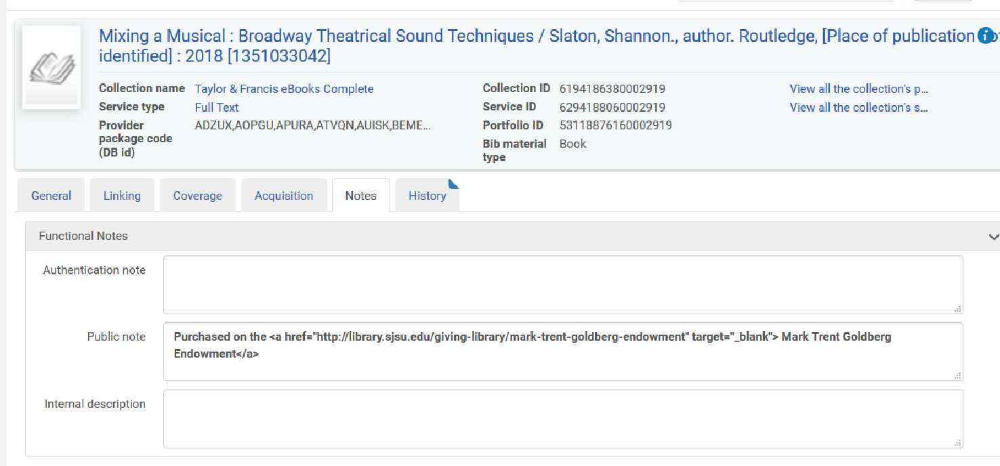 Mixing a Musical : Broadway Theatrical Sound Techniques / Slaton, Shannon., author. Routledge, [Place of publication
identified] : 2018 [1351033042]
Collection name Taylor & Francis eBooks Complete
Service type Full Text
Provider package code (DB id) ADZUX,AOPGU,APURA,ATVQN,AUISK,BEME...
Collection ID 6194186380002919
Service ID 6294188060002919
Portfolio ID 53118876160002919
Bib material type Book
View all the collection's p...
View all the collection's s...
General Linking Coverage Acquisition Notes History
Functional Notes
Authentication note
Public note
Purchased on the <a href="http://library.sjsu.edu/giving-library/mark-trent-goldberg-endowment" target="_blank"> Mark Trent Goldberg
Endowment</a>
Internal description